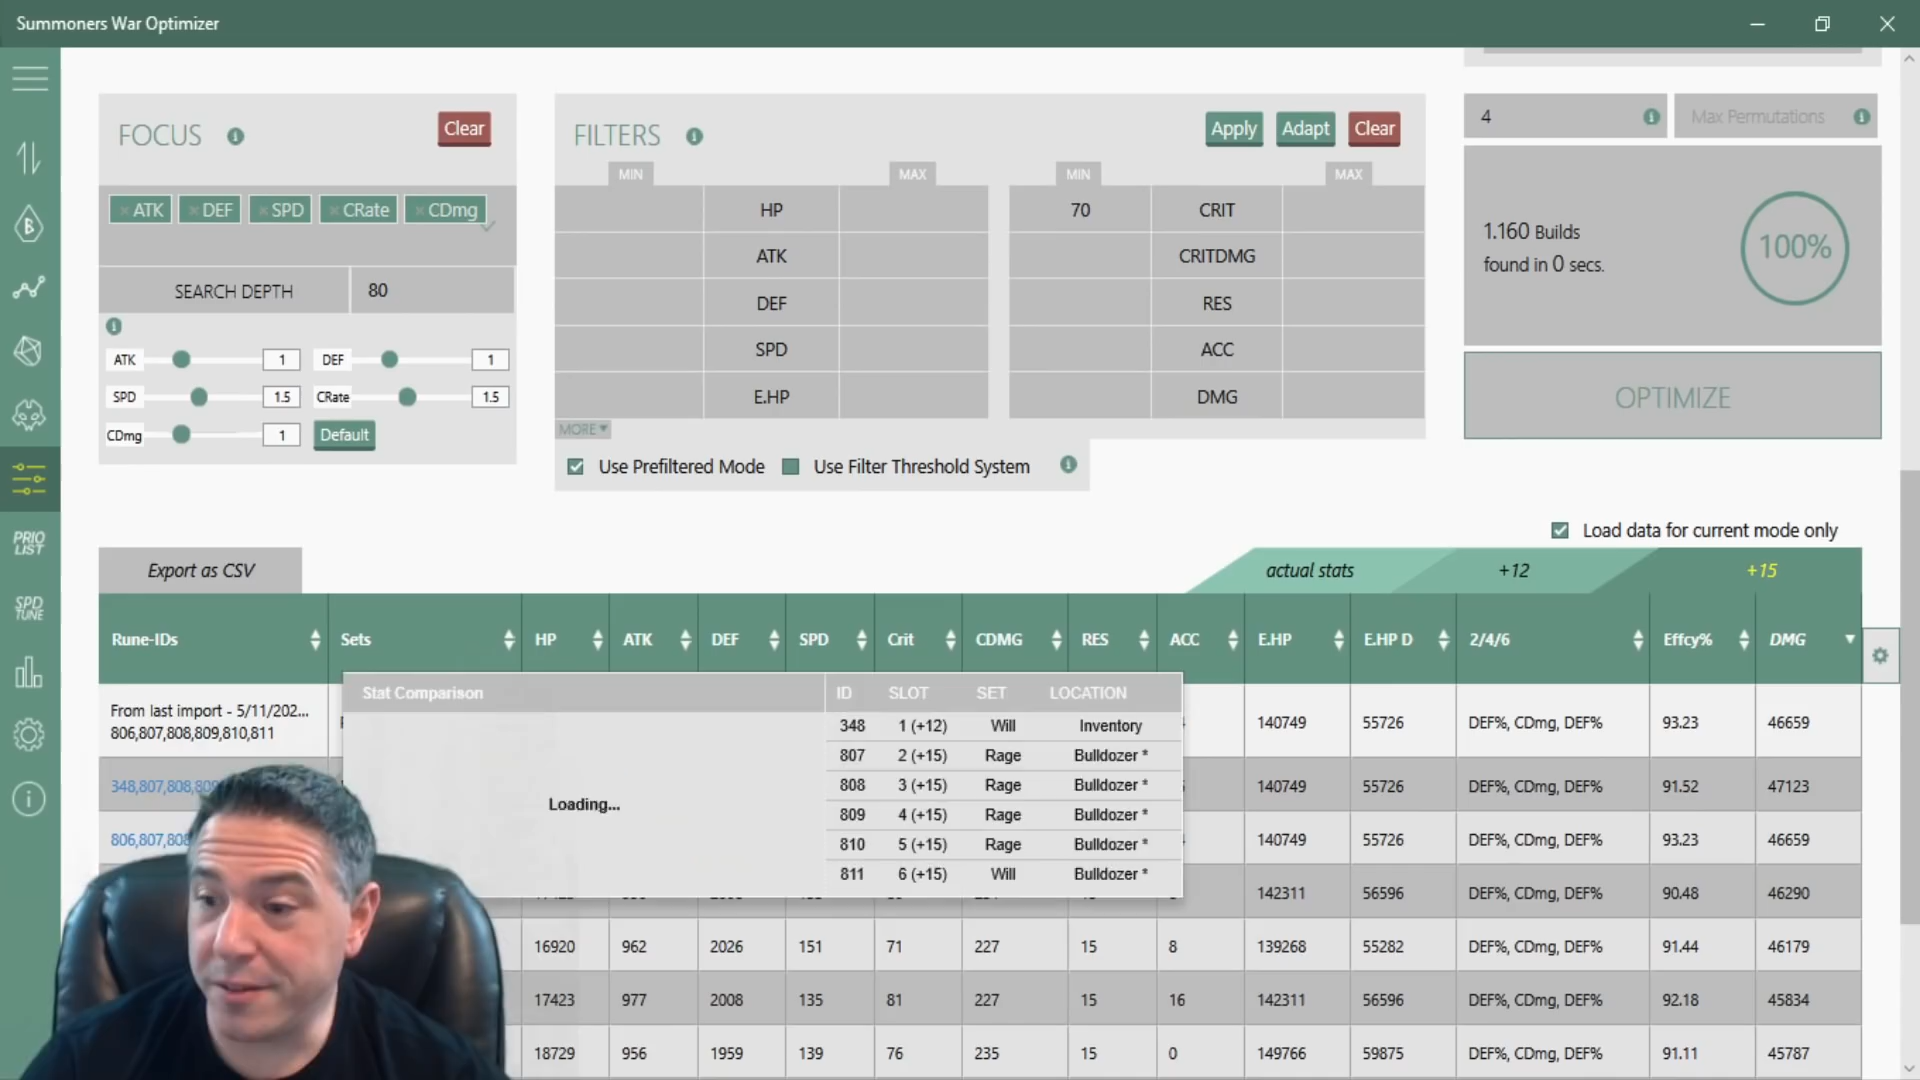 Summoners War Optimizer
FOCUS
Clear
× ATK × DEF × SPD × CRate × CDmg
SEARCH DEPTH 80
ATK 1 DEF 1
SPD 1.5 CRate 1.5
CDmg 1 Default
FILTERS
Apply Adapt Clear
MIN MAX MIN MAX
HP 70 CRIT
ATK CRITDMG
DEF RES
SPD ACC
E.HP DMG
MORE ▾
Use Prefiltered Mode Use Filter Threshold System
4 Max Permutations
1.160 Builds
found in 0 secs.
100%
OPTIMIZE
PRIO
LIST
SPD
TUNE
Load data for current mode only
Export as CSV
actual stats +12 +15
Rune-IDs Sets HP ATK DEF SPD Crit CDMG RES ACC E.HP E.HP D 2/4/6 Effcy% DMG
From last import - 5/11/202...
806,807,808,809,810,811 140749 55726 DEF%, CDmg, DEF% 93.23 46659
348,807,808,809 140749 55726 DEF%, CDmg, DEF% 91.52 47123
806,807,808 140749 55726 DEF%, CDmg, DEF% 93.23 46659
142311 56596 DEF%, CDmg, DEF% 90.48 46290
16920 962 2026 151 71 227 15 8 139268 55282 DEF%, CDmg, DEF% 91.44 46179
17423 977 2008 135 81 227 15 16 142311 56596 DEF%, CDmg, DEF% 92.18 45834
18729 956 1959 139 76 235 15 0 149766 59875 DEF%, CDmg, DEF% 91.11 45787
Stat Comparison
Loading...
ID SLOT SET LOCATION
348 1 (+12) Will Inventory
807 2 (+15) Rage Bulldozer *
808 3 (+15) Rage Bulldozer *
809 4 (+15) Rage Bulldozer *
810 5 (+15) Rage Bulldozer *
811 6 (+15) Will Bulldozer *